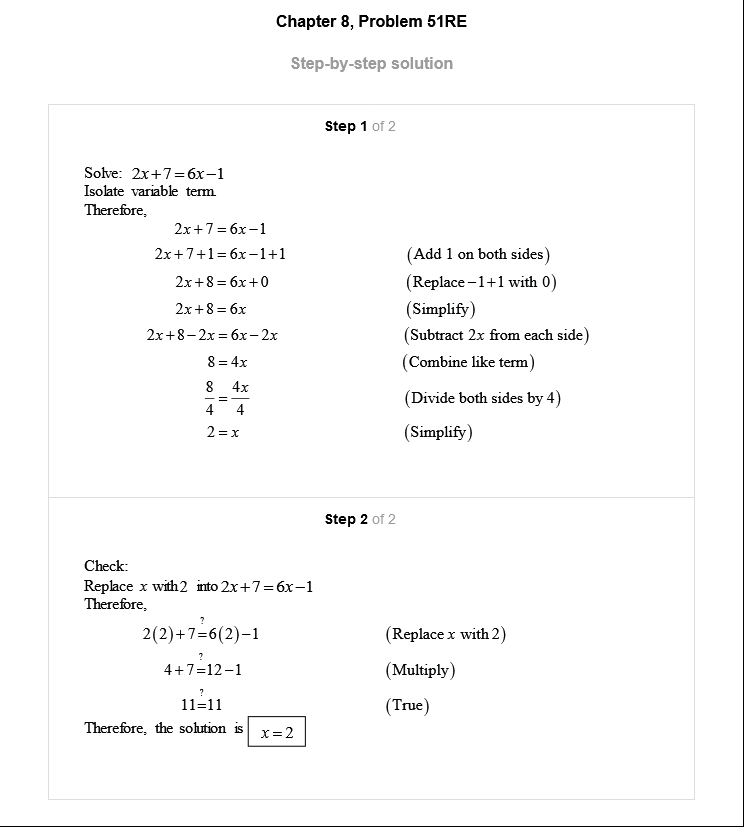 Chapter 8, Problem 51RE
Step-by-step solution
Step 1 of 2
Solve: 2x+7=6x−1
Isolate variable term.
Therefore,
2x+7=6x−1
2x+7+1=6x−1+1 (Add 1 on both sides)
2x+8=6x+0 (Replace −1+1 with 0)
2x+8=6x (Simplify)
2x+8−2x=6x−2x (Subtract 2x from each side)
8=4x (Combine like term)
8/4=4x/4 (Divide both sides by 4)
2=x (Simplify)
Step 2 of 2
Check:
Replace x with 2 into 2x+7=6x−1
Therefore,
2(2)+7≟6(2)−1 (Replace x with 2)
4+7≟12−1 (Multiply)
11≟11 (True)
Therefore, the solution is x=2